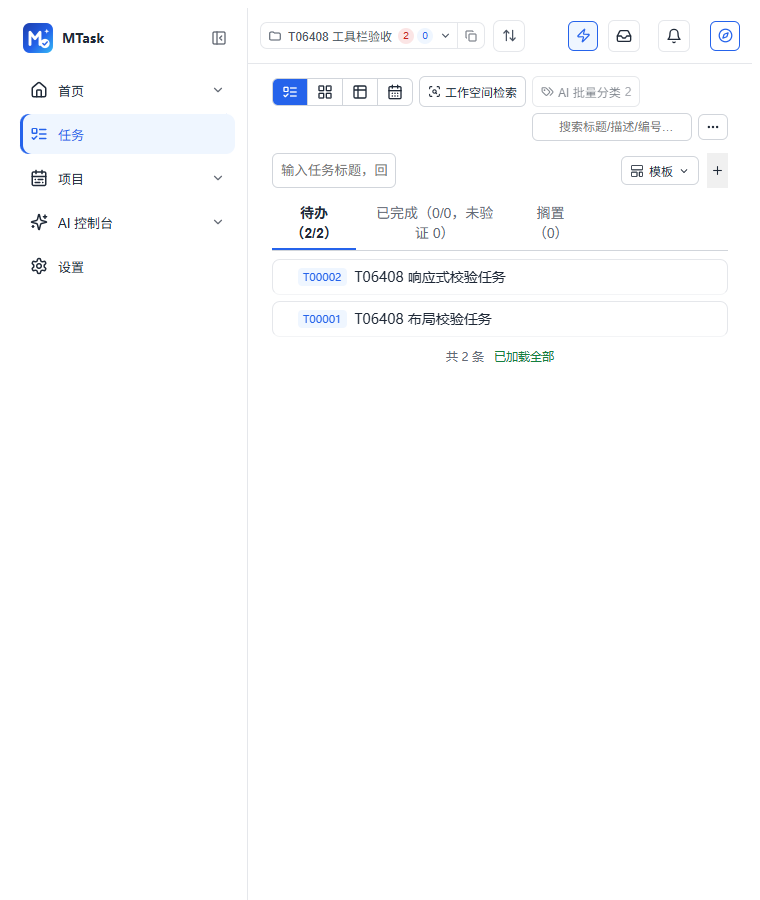 MTask
首页
任务
项目
AI 控制台
设置
T06408 工具栏验收 2 0
工作空间检索
AI 批量分类 2
搜索标题/描述/编号...
输入任务标题，回
模板
待办
（2/2）
已完成（0/0，未验
证 0）
搁置
（0）
T00002 T06408 响应式校验任务
T00001 T06408 布局校验任务
共 2 条 已加载全部